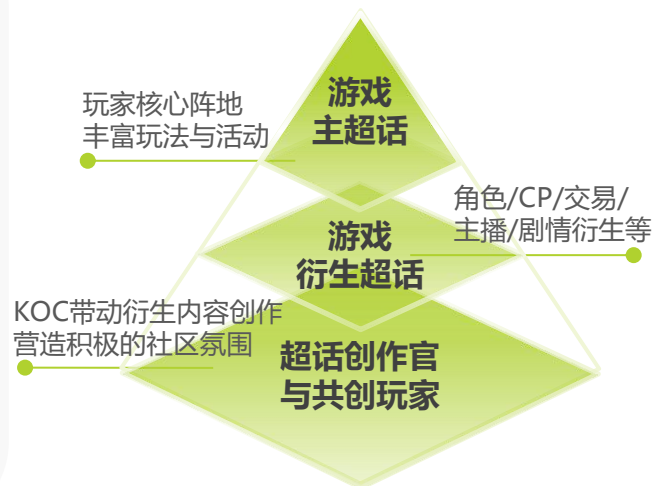 游戏
主超话
玩家核心阵地
丰富玩法与活动
角色/CP/交易/
主播/剧情衍生等
游戏
衍生超话
KOC带动衍生内容创作
营造积极的社区氛围
超话创作官
与共创玩家